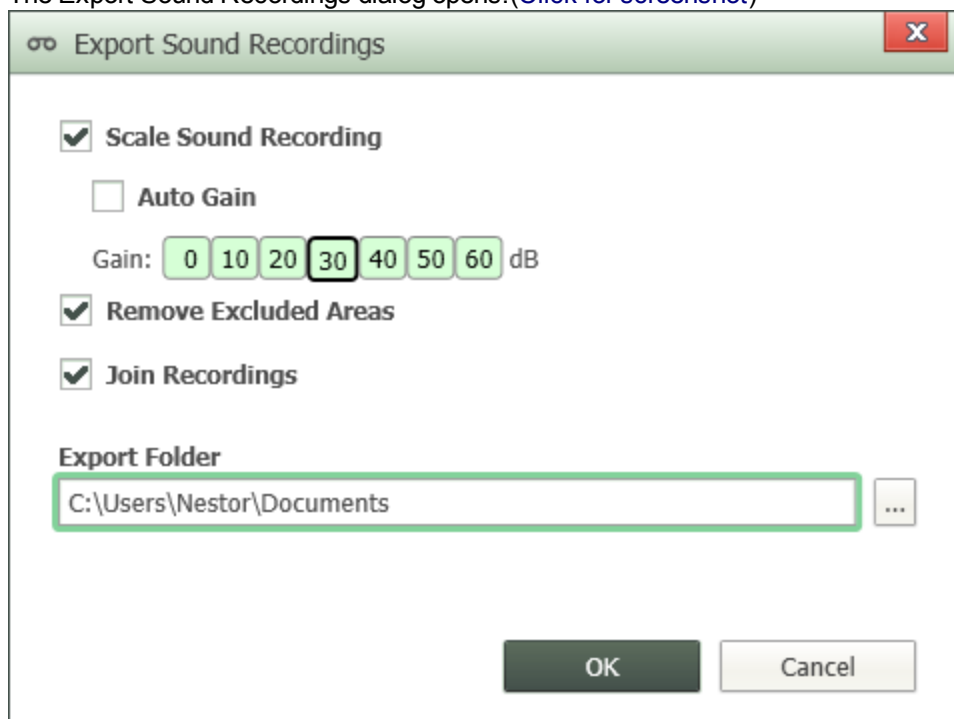 The Export Sound Recordings dialog opens.(Click for screenshot)
Export Sound Recordings
Scale Sound Recording
Auto Gain
Gain: 0 10 20 30 40 50 60 dB
Remove Excluded Areas
Join Recordings
Export Folder
C:\Users\Nestor\Documents
...
OK Cancel